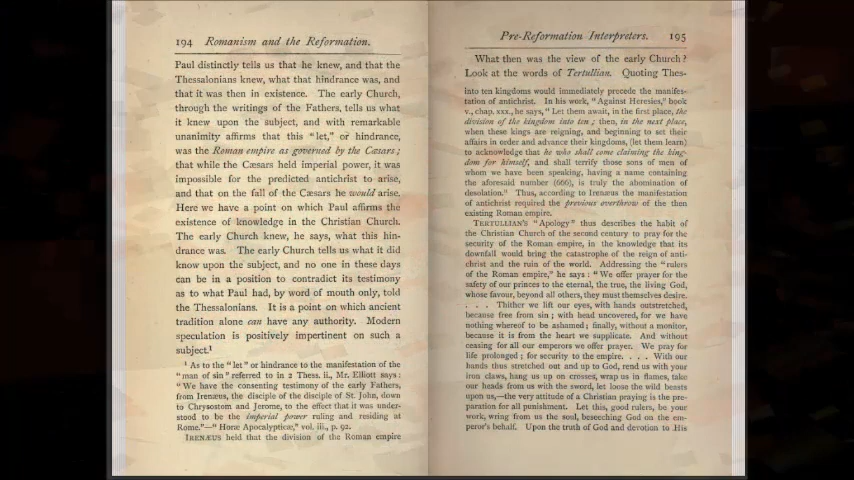 194 Romanism and the Reformation.
Paul distinctly tells us that he knew, and that the
Thessalonians knew, what that hindrance was, and
that it was then in existence. The early Church,
through the writings of the Fathers, tells us what
it knew upon the subject, and with remarkable
unanimity affirms that this “let,” or hindrance,
was the Roman empire as governed by the Cæsars;
that while the Cæsars held imperial power, it was
impossible for the predicted antichrist to arise,
and that on the fall of the Cæsars he would arise.
Here we have a point on which Paul affirms the
existence of knowledge in the Christian Church.
The early Church knew, he says, what this hin-
drance was. The early Church tells us what it did
know upon the subject, and no one in these days
can be in a position to contradict its testimony
as to what Paul had, by word of mouth only, told
the Thessalonians. It is a point on which ancient
tradition alone can have any authority. Modern
speculation is positively impertinent on such a
subject.¹
¹ As to the “let” or hindrance to the manifestation of the
“man of sin” referred to in 2 Thess. ii., Mr. Elliott says:
“We have the consenting testimony of the early Fathers,
from Irenæus, the disciple of the disciple of St. John, down
to Chrysostom and Jerome, to the effect that it was under-
stood to be the imperial power ruling and residing at
Rome.”—“Horæ Apocalypticæ,” vol. iii., p. 92.
IRENÆUS held that the division of the Roman empire
Pre-Reformation Interpreters. 195
What then was the view of the early Church?
Look at the words of Tertullian. Quoting Thes-
into ten kingdoms would immediately precede the manifes-
tation of antichrist. In his work, “Against Heresies,” book
v., chap. xxx., he says, “Let them await, in the first place, the
division of the kingdom into ten; then, in the next place,
when these kings are reigning, and beginning to set their
affairs in order and advance their kingdoms, (let them learn)
to acknowledge that he who shall come claiming the king-
dom for himself, and shall terrify those sons of men of
whom we have been speaking, having a name containing
the aforesaid number (666), is truly the abomination of
desolation.” Thus, according to Irenæus the manifestation
of antichrist required the previous overthrow of the then
existing Roman empire.
TERTULLIAN’S “Apology” thus describes the habit of
the Christian Church of the second century to pray for the
security of the Roman empire, in the knowledge that its
downfall would bring the catastrophe of the reign of anti-
christ and the ruin of the world. Addressing the “rulers
of the Roman empire,” he says: “We offer prayer for the
safety of our princes to the eternal, the true, the living God,
whose favour, beyond all others, they must themselves desire.
. . . . Thither we lift our eyes, with hands outstretched,
because free from sin; with head uncovered, for we have
nothing whereof to be ashamed; finally, without a monitor,
because it is from the heart we supplicate. And without
ceasing for all our emperors we offer prayer. We pray for
life prolonged; for security to the empire. . . . . With our
hands thus stretched out and up to God, rend us with your
iron claws, hang us up on crosses, wrap us in flames, take
our heads from us with the sword, let loose the wild beasts
upon us,—the very attitude of a Christian praying is the pre-
paration for all punishment. Let this, good rulers, be your
work, wring from us the soul, beseeching God on the em-
peror’s behalf. Upon the truth of God and devotion to His